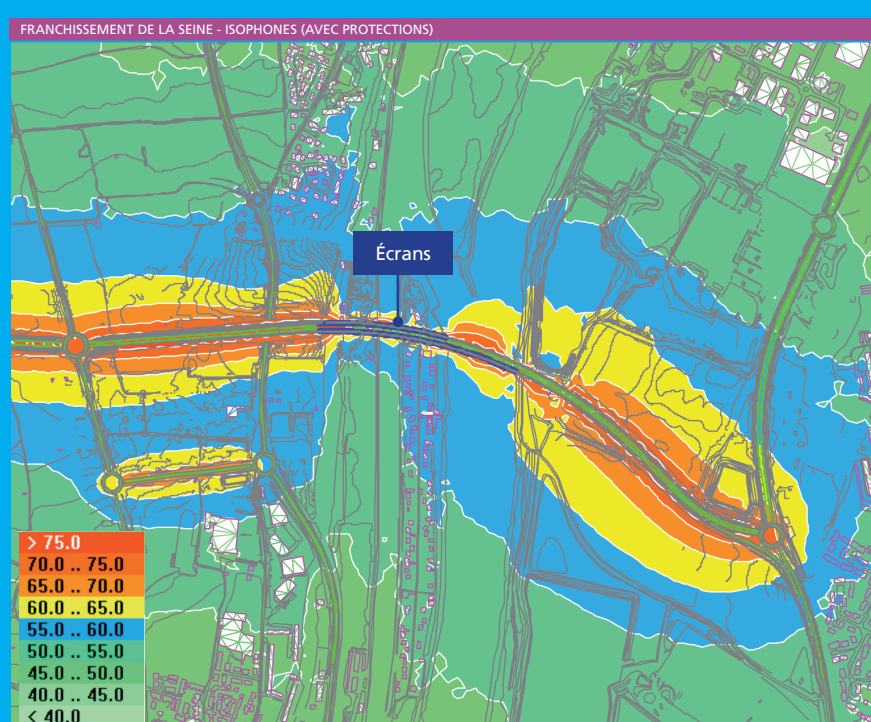 FRANCHISSEMENT DE LA SEINE - ISOPHONES (AVEC PROTECTIONS)
Écrans
> 75.0
70.0 .. 75.0
65.0 .. 70.0
60.0 .. 65.0
55.0 .. 60.0
50.0 .. 55.0
45.0 .. 50.0
40.0 .. 45.0
< 40.0